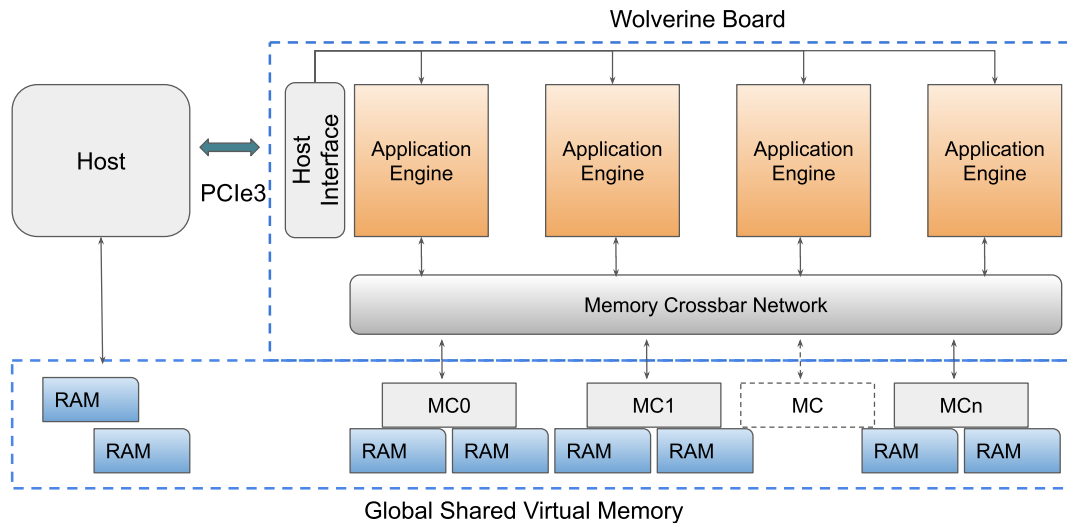 Wolverine Board
Host
PCIe3
Host
Interface
Application
Engine
Application
Engine
Application
Engine
Application
Engine
Memory Crossbar Network
RAM
RAM
MC0
MC1
MC
MCn
RAM
RAM
RAM
RAM
RAM
RAM
Global Shared Virtual Memory